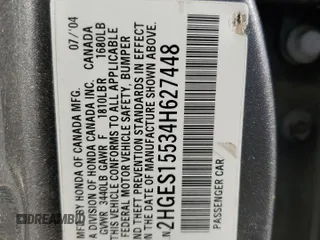 MFD. BY HONDA OF CANADA MFG. 07/04
A DIVISION OF HONDA CANADA INC. CANADA
GVWR 3440LB GAWR F 1810LB R 1680LB
THIS VEHICLE CONFORMS TO ALL APPLICABLE
FEDERAL MOTOR VEHICLE SAFETY, BUMPER
AND THEFT PREVENTION STANDARDS IN EFFECT
ON THE DATE OF MANUFACTURE SHOWN ABOVE.
2HGES15534H627448
PASSENGER CAR
DREAMBID